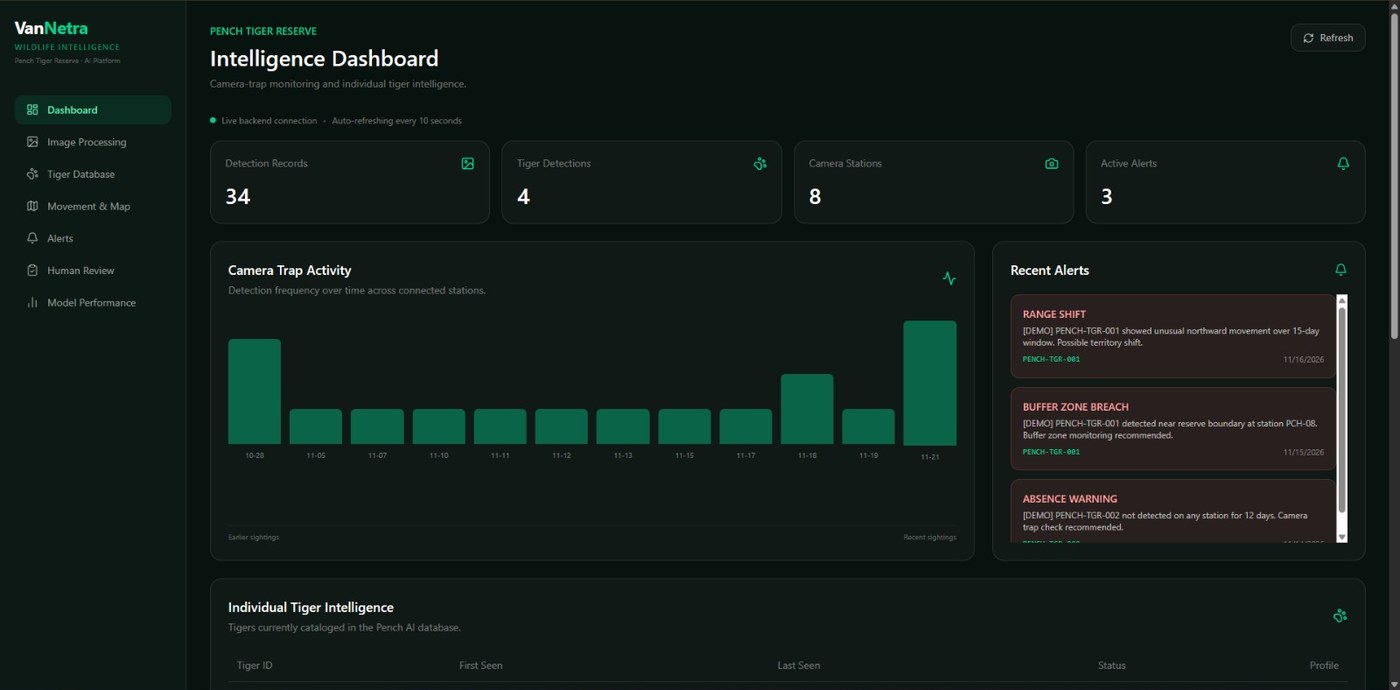 VanNetra
WILDLIFE INTELLIGENCE
Pench Tiger Reserve · AI Platform
Dashboard
Image Processing
Tiger Database
Movement & Map
Alerts
Human Review
Model Performance
PENCH TIGER RESERVE
Intelligence Dashboard
Camera-trap monitoring and individual tiger intelligence.
Refresh
Live backend connection · Auto-refreshing every 10 seconds
Detection Records
34
Tiger Detections
4
Camera Stations
8
Active Alerts
3
Camera Trap Activity
Detection frequency over time across connected stations.
10-28 11-05 11-07 11-10 11-11 11-12 11-13 11-15 11-17 11-18 11-19 11-21
Earlier sightings Recent sightings
Recent Alerts
RANGE SHIFT
[DEMO] PENCH-TGR-001 showed unusual northward movement over 15-day
window. Possible territory shift.
PENCH-TGR-001 11/16/2026
BUFFER ZONE BREACH
[DEMO] PENCH-TGR-001 detected near reserve boundary at station PCH-08.
Buffer zone monitoring recommended.
PENCH-TGR-001 11/15/2026
ABSENCE WARNING
[DEMO] PENCH-TGR-002 not detected on any station for 12 days. Camera
trap check recommended.
Individual Tiger Intelligence
Tigers currently cataloged in the Pench AI database.
Tiger ID First Seen Last Seen Status Profile